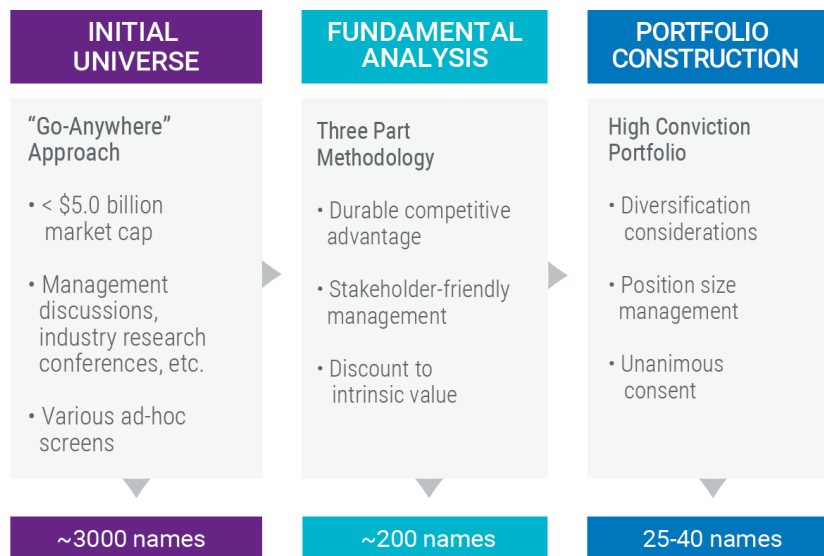 INITIAL
UNIVERSE
“Go-Anywhere”
Approach
• < $5.0 billion
market cap
• Management
discussions,
industry research
conferences, etc.
• Various ad-hoc
screens
~3000 names
FUNDAMENTAL
ANALYSIS
Three Part
Methodology
• Durable competitive
advantage
• Stakeholder-friendly
management
• Discount to
intrinsic value
~200 names
PORTFOLIO
CONSTRUCTION
High Conviction
Portfolio
• Diversification
considerations
• Position size
management
• Unanimous
consent
25-40 names